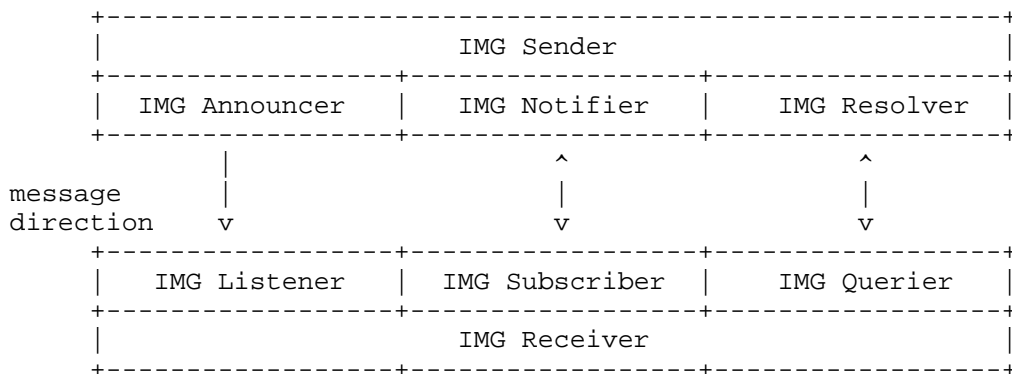 IMG Sender
IMG Announcer | IMG Notifier | IMG Resolver
message
direction
IMG Listener | IMG Subscriber | IMG Querier
IMG Receiver